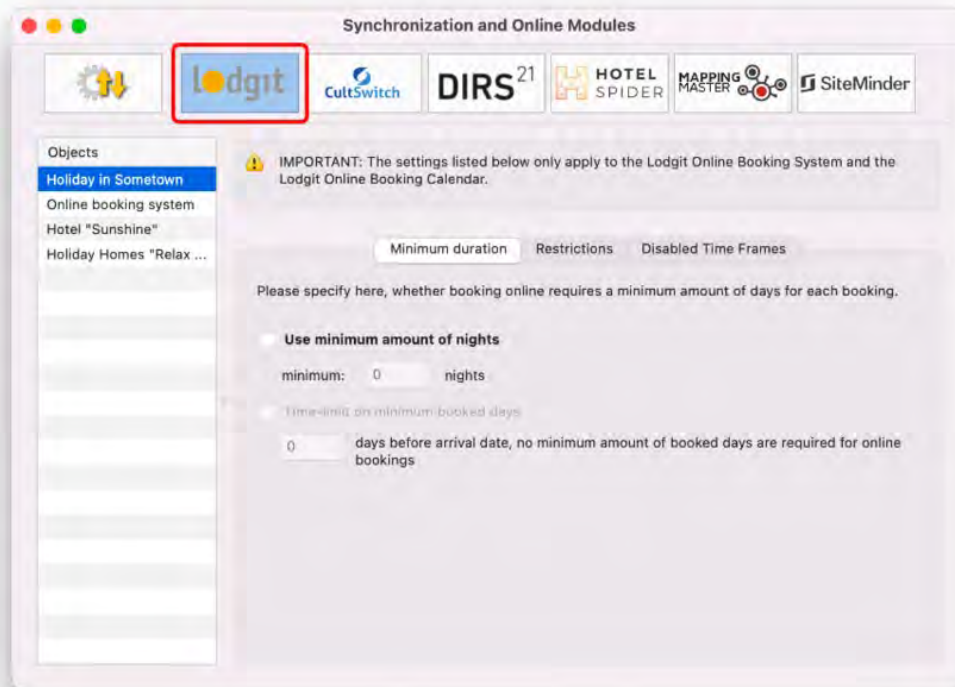 Synchronization and Online Modules
lodgit
CultSwitch
DIRS21
HOTEL
SPIDER
MAPPING
MASTER
SiteMinder
Objects
Holiday in Sometown
Online booking system
Hotel "Sunshine"
Holiday Homes "Relax ...
IMPORTANT: The settings listed below only apply to the Lodgit Online Booking System and the
Lodgit Online Booking Calendar.
Minimum duration
Restrictions
Disabled Time Frames
Please specify here, whether booking online requires a minimum amount of days for each booking.
Use minimum amount of nights
minimum: 0 nights
Time-limit on minimum booked days
0 days before arrival date, no minimum amount of booked days are required for online
bookings